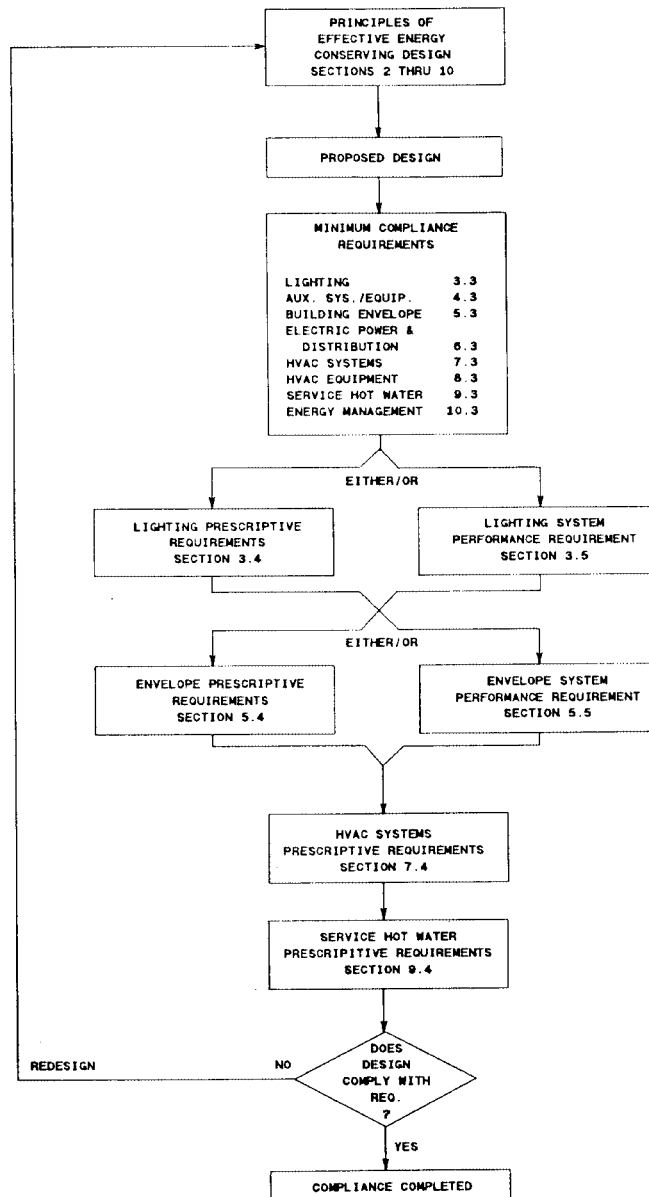 PRINCIPLES OF
EFFECTIVE ENERGY
CONSERVING DESIGN
SECTIONS 2 THRU 10
PROPOSED DESIGN
MINIMUM COMPLIANCE
REQUIREMENTS
LIGHTING 3.3
AUX. SYS./EQUIP. 4.3
BUILDING ENVELOPE 5.3
ELECTRIC POWER &
DISTRIBUTION 6.3
HVAC SYSTEMS 7.3
HVAC EQUIPMENT 8.3
SERVICE HOT WATER 9.3
ENERGY MANAGEMENT 10.3
EITHER/OR
LIGHTING PRESCRIPTIVE
REQUIREMENTS
SECTION 3.4
LIGHTING SYSTEM
PERFORMANCE REQUIREMENT
SECTION 3.5
EITHER/OR
ENVELOPE PRESCRIPTIVE
REQUIREMENTS
SECTION 5.4
ENVELOPE SYSTEM
PERFORMANCE REQUIREMENT
SECTION 5.5
HVAC SYSTEMS
PRESCRIPTIVE REQUIREMENTS
SECTION 7.4
SERVICE HOT WATER
PRESCRIPITIVE REQUIREMENTS
SECTION 9.4
DOES
DESIGN
COMPLY WITH
REQ.
?
NO
REDESIGN
YES
COMPLIANCE COMPLETED